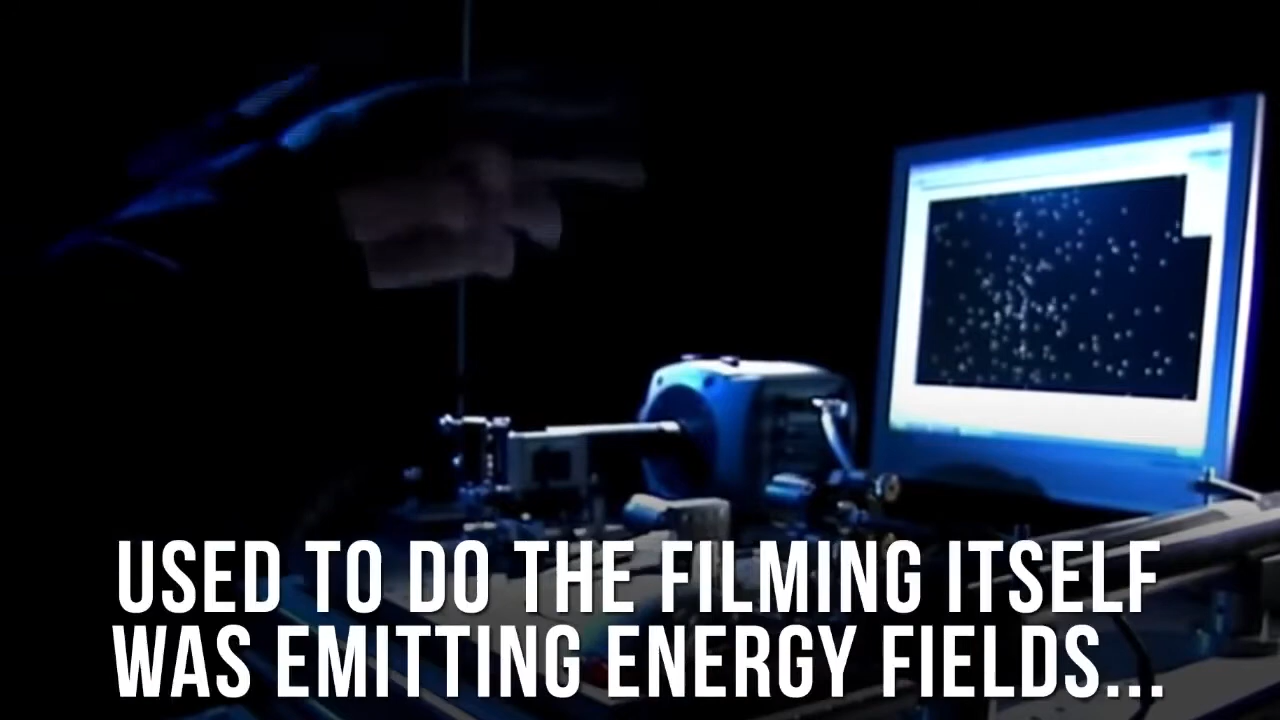 USED TO DO THE FILMING ITSELF
WAS EMITTING ENERGY FIELDS...